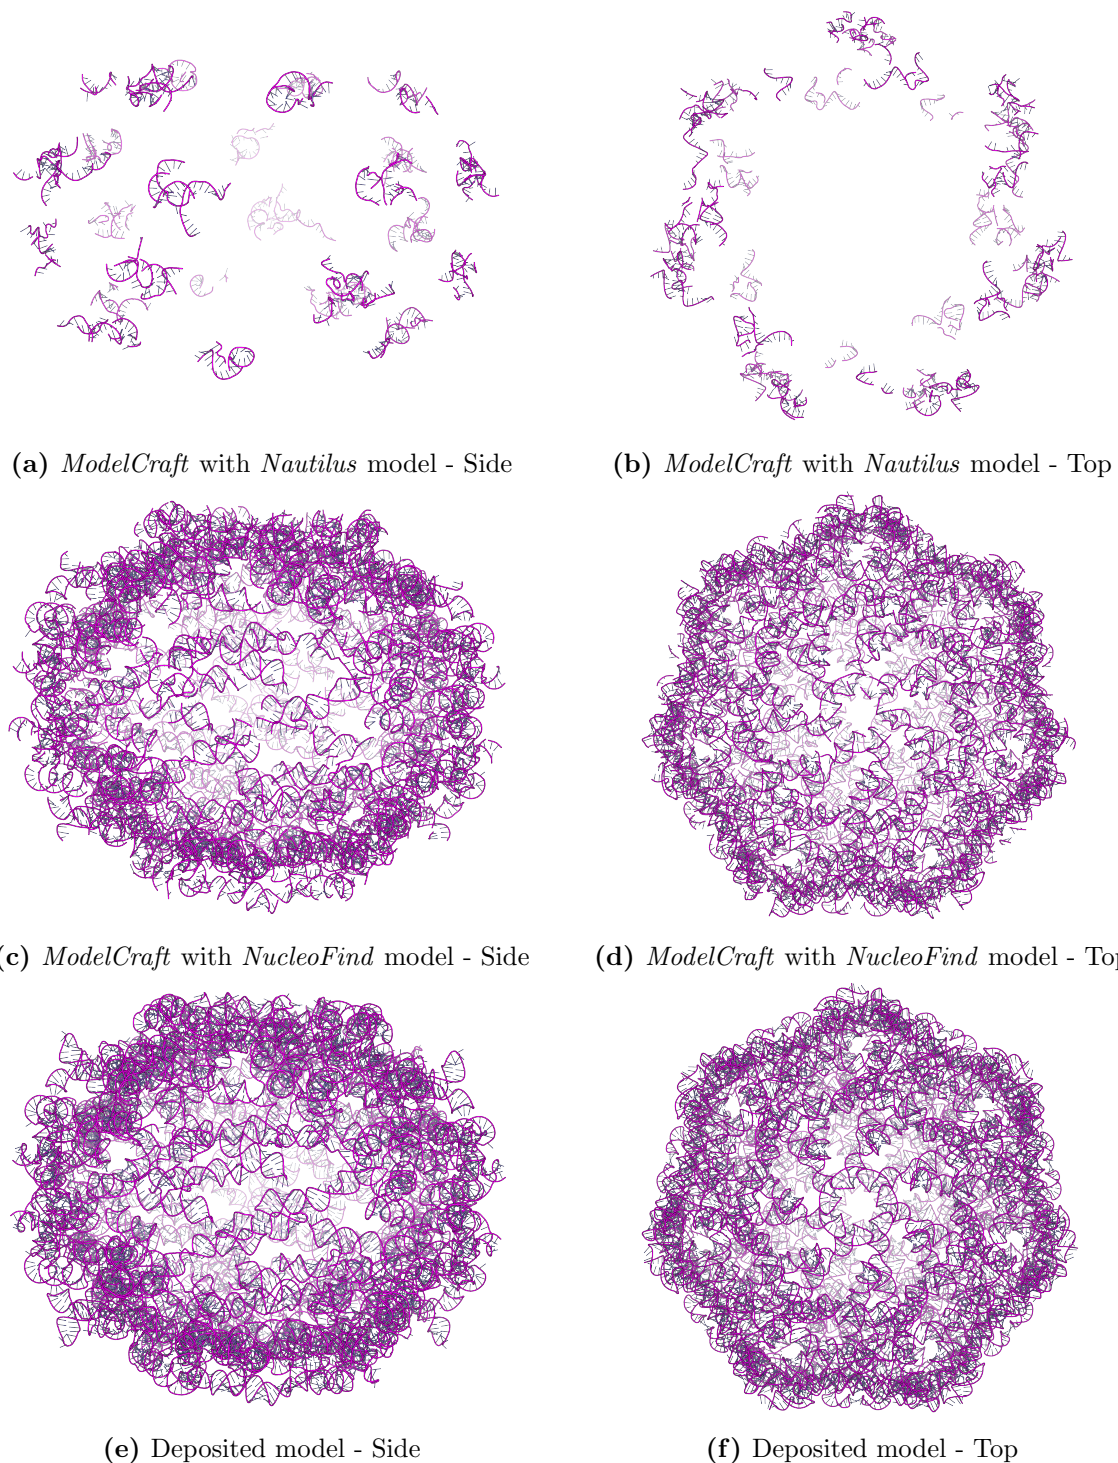 (a) ModelCraft with Nautilus model - Side
(b) ModelCraft with Nautilus model - Top
c) ModelCraft with NucleoFind model - Side
(d) ModelCraft with NucleoFind model - Top
(e) Deposited model - Side
(f) Deposited model - Top